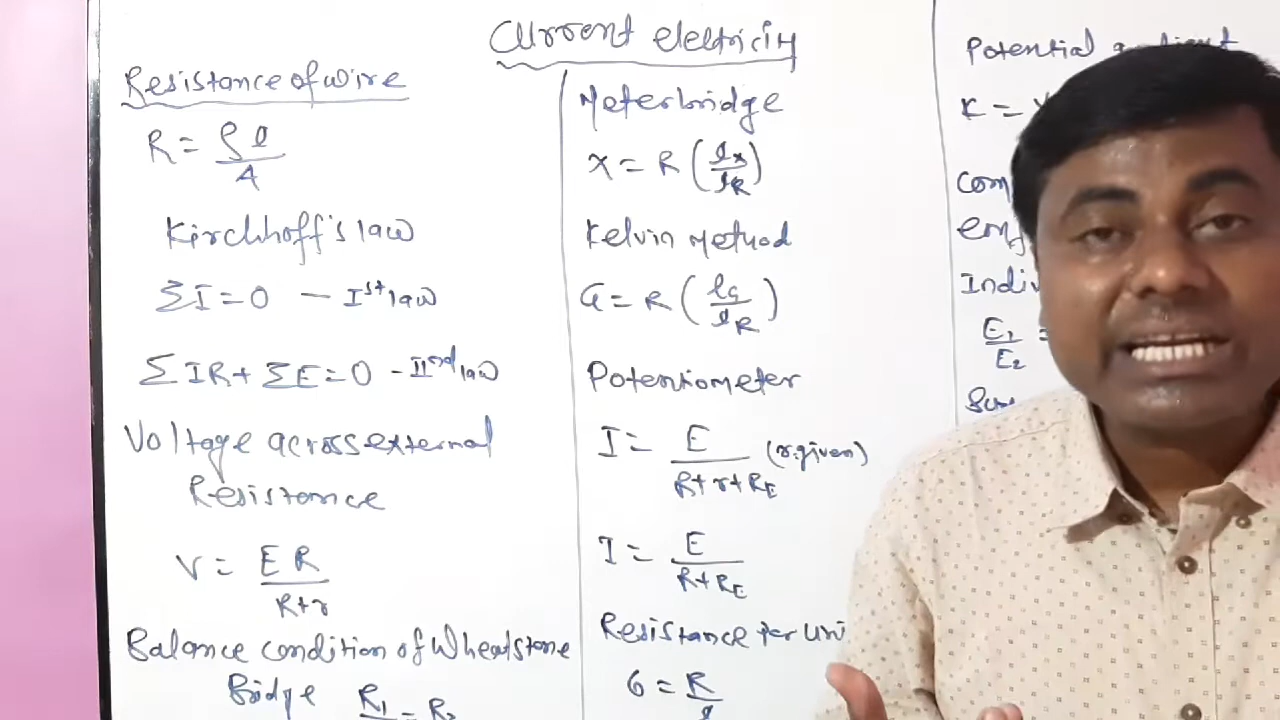 Current electricity
Resistance of wire
R = ρl/A
Kirchhoff's law
ΣI = 0 - Ist law
ΣIR + ΣE = 0 - IInd law
Voltage across external
Resistance
V = ER/R+r
Balance condition of Wheatstone
Bridge R1
Meterbridge
X = R (lx/lR)
Kelvin Method
G = R (lG/lR)
Potentiometer
I = E/R+r+RE (r.given)
I = E/R+RE
Resistance per uni
σ = R/l
Potential
K =
E1/E2 =